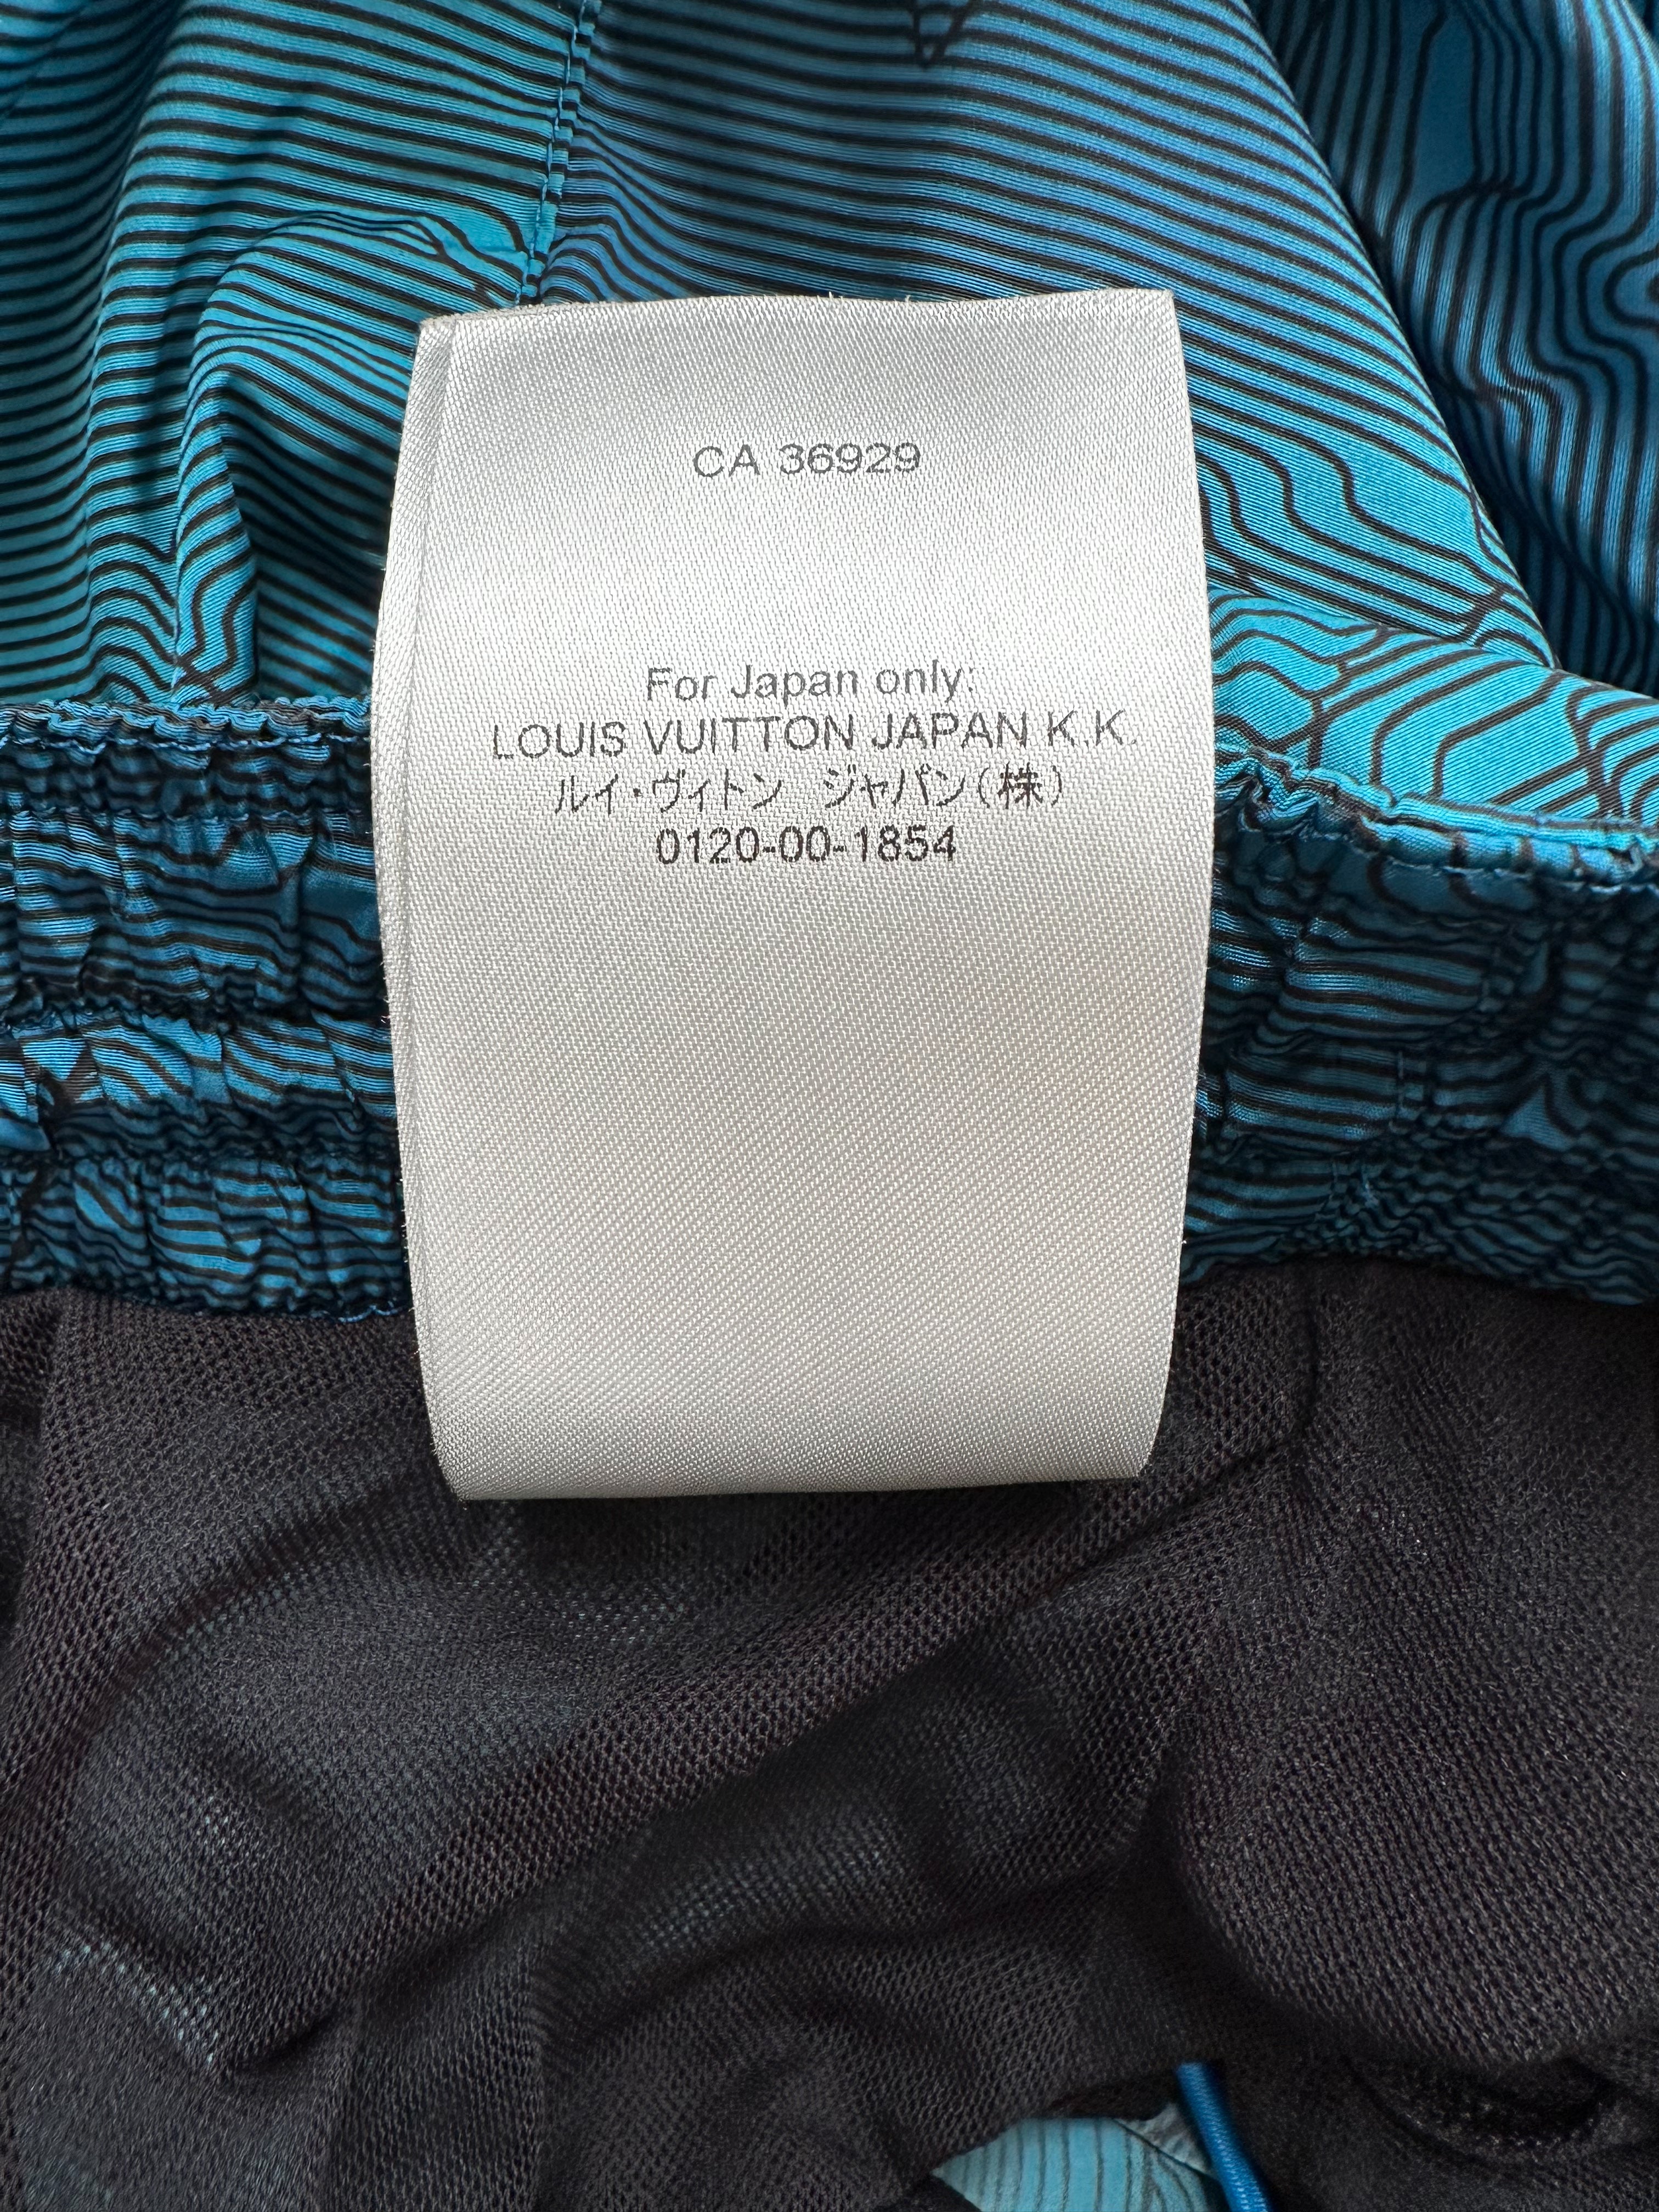 CA 36929
For Japan only:
LOUIS VUITTON JAPAN K.K.
ルイ・ヴィトン ジャパン(株)
0120-00-1854